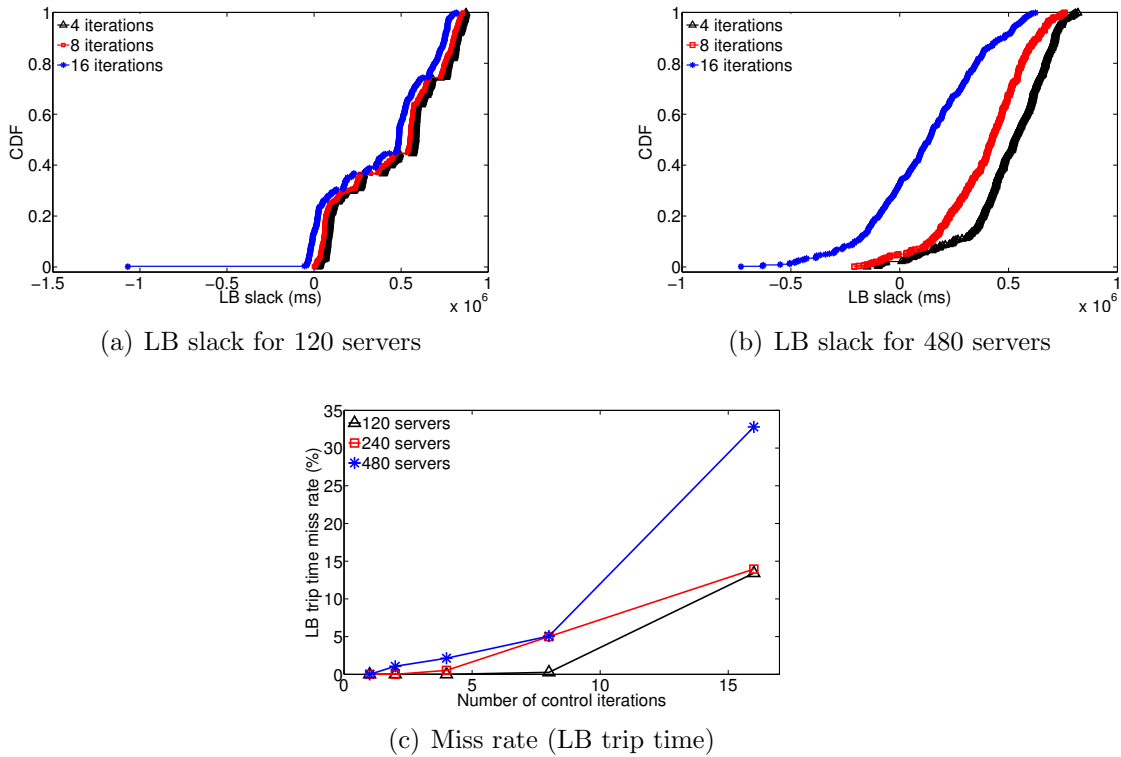 4 iterations
8 iterations
16 iterations
CDF
1
0.8
0.6
0.4
0.2
0
−1.5 −1 −0.5 0 0.5 1
LB slack (ms)
x 10^6
(a) LB slack for 120 servers
4 iterations
8 iterations
16 iterations
CDF
1
0.8
0.6
0.4
0.2
0
−1 −0.5 0 0.5 1
LB slack (ms)
x 10^6
(b) LB slack for 480 servers
120 servers
240 servers
480 servers
LB trip time miss rate (%)
35
30
25
20
15
10
5
0
0 5 10 15
Number of control iterations
(c) Miss rate (LB trip time)